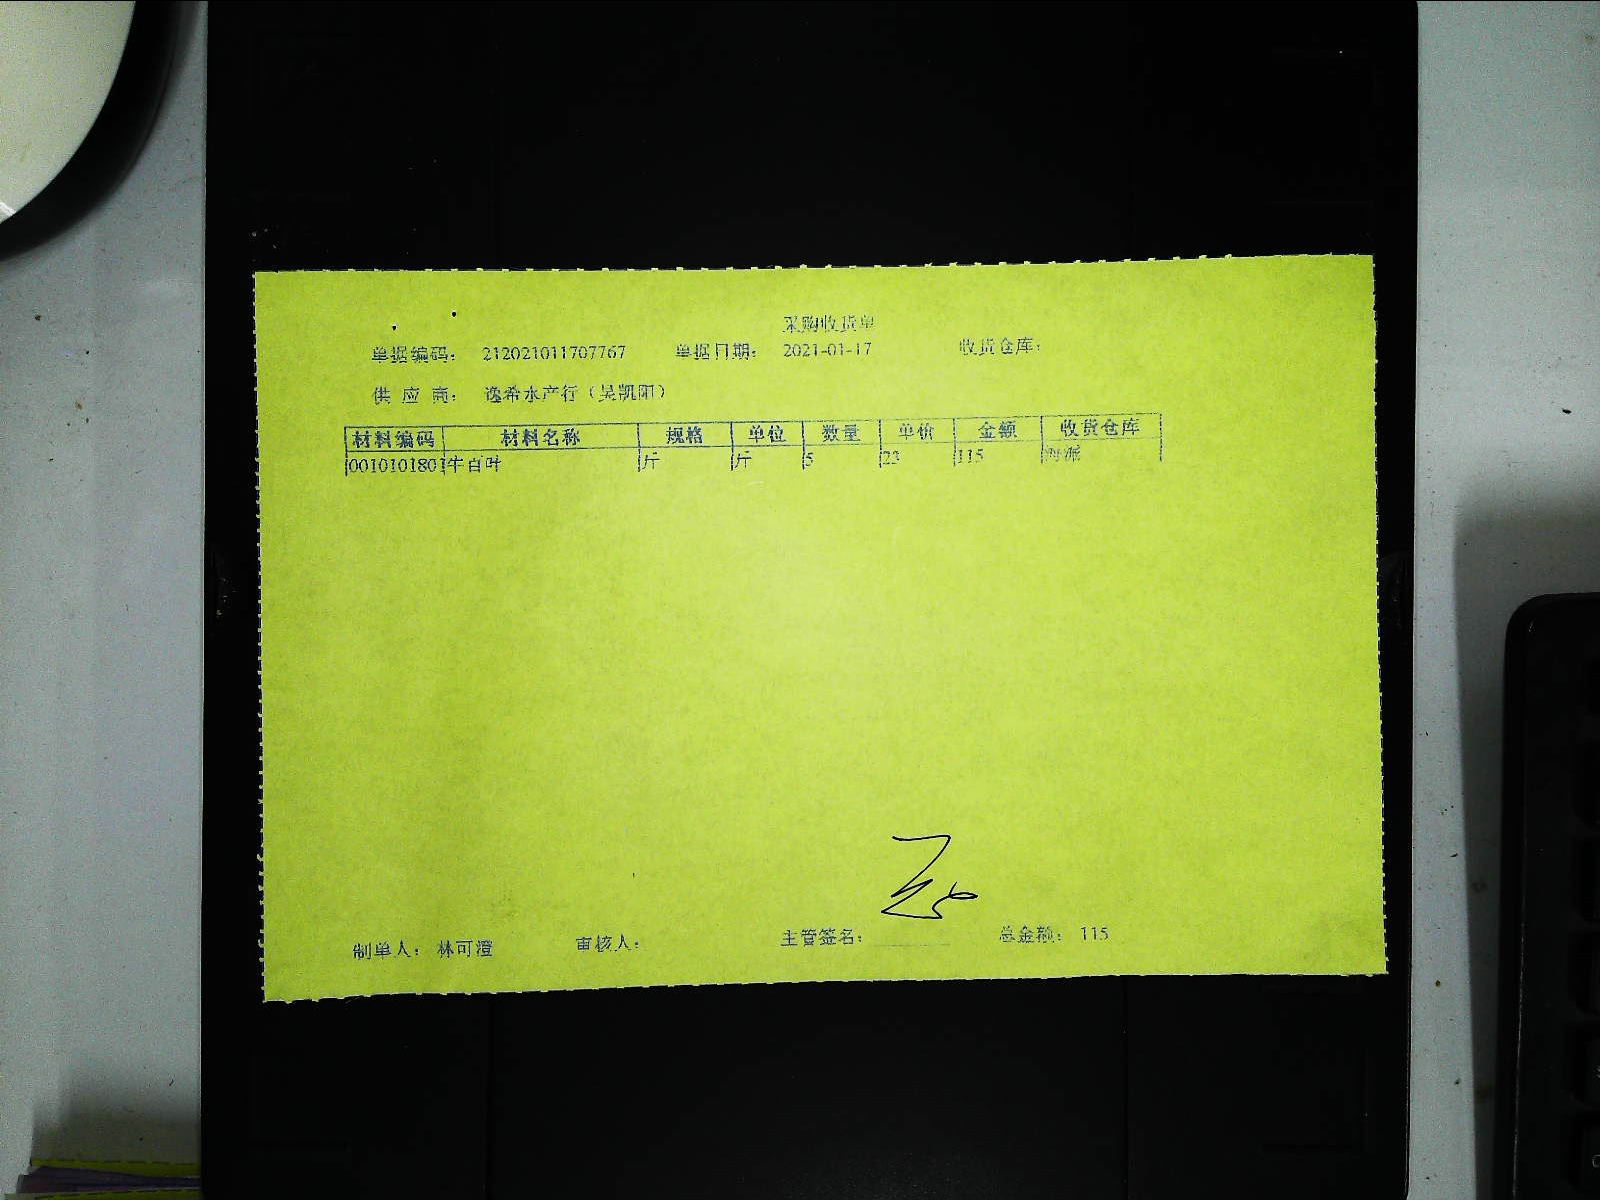 采购收货单
单据编码： 212021011707767 单据日期： 2021-01-17 收货仓库：
供 应 商： 逸希水产行（吴凯阳）
材料编码 材料名称 规格 单位 数量 单价 金额 收货仓库
0010101801 牛百叶 斤 斤 5 23 115 海派
制单人： 林可澄 审核人： 主管签名： 总金额： 115